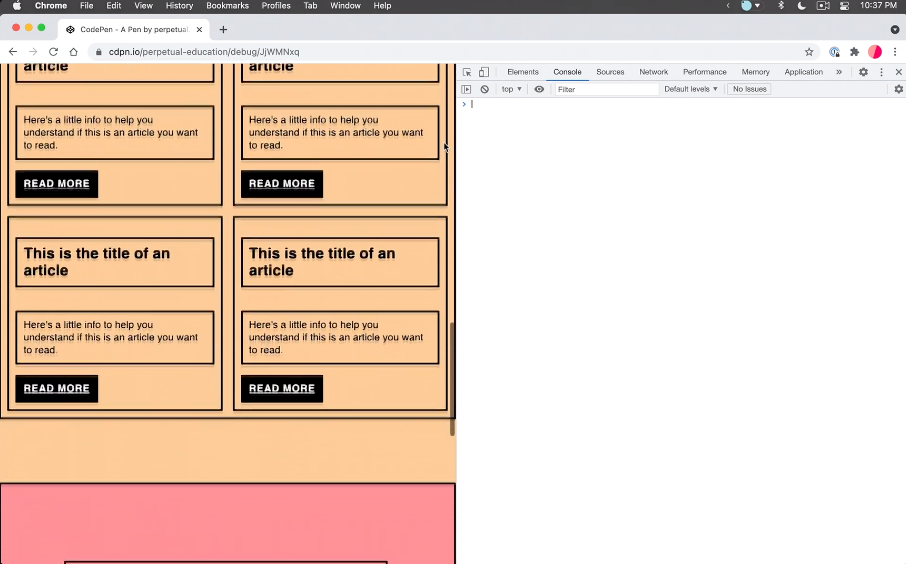 Chrome File Edit View History Bookmarks Profiles Tab Window Help 10:37 PM
CodePen - A Pen by perpetual
cdpn.io/perpetual-education/debug/JjWMNxq
Elements Console Sources Network Performance Memory Application
top Filter Default levels No Issues
article article
Here's a little info to help you
understand if this is an article you want
to read.
Here's a little info to help you
understand if this is an article you want
to read.
READ MORE READ MORE
This is the title of an
article
This is the title of an
article
Here's a little info to help you
understand if this is an article you want
to read.
Here's a little info to help you
understand if this is an article you want
to read.
READ MORE READ MORE